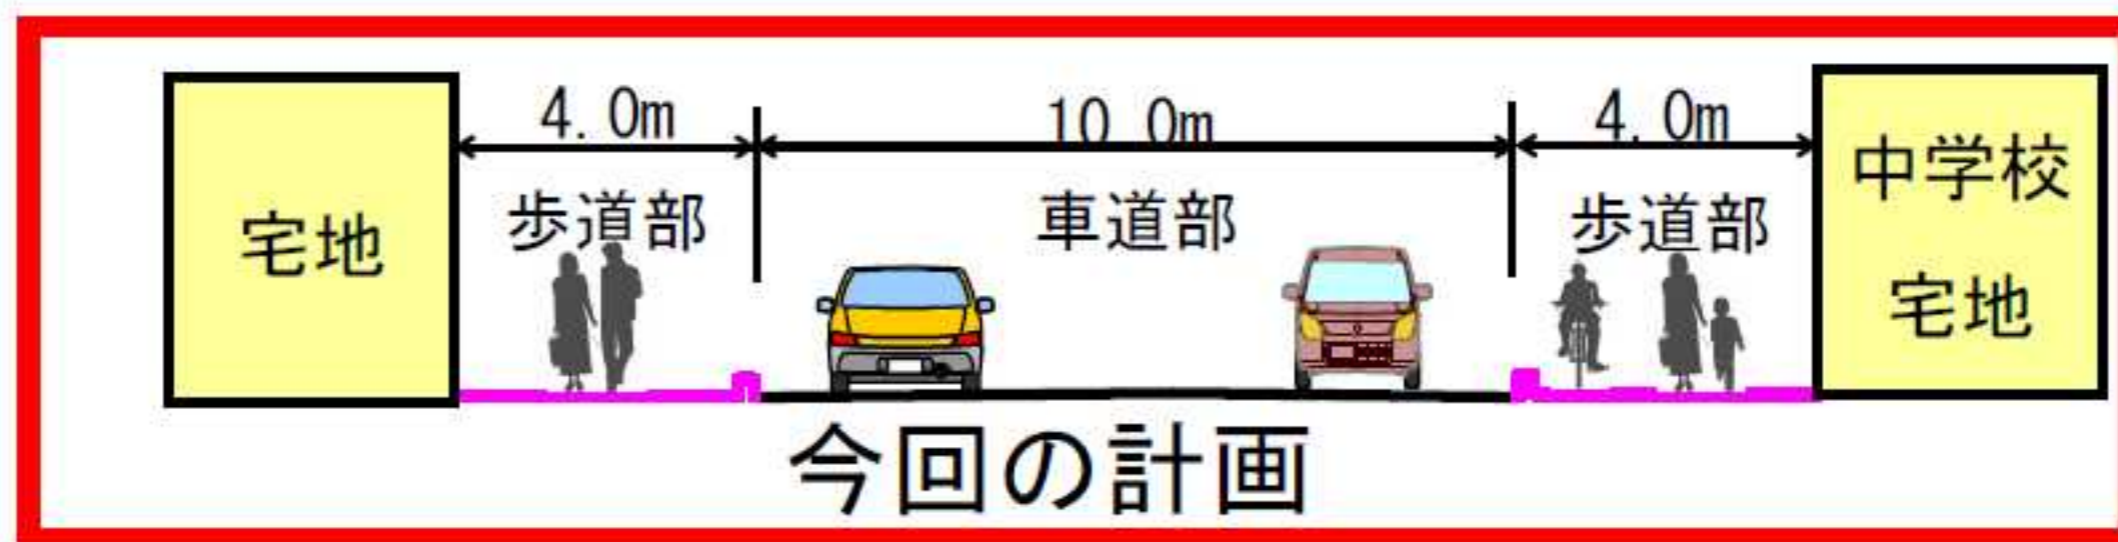 4.0m
10.0m
4.0m
宅地
歩道部
車道部
歩道部
中学校
宅地
今回の計画